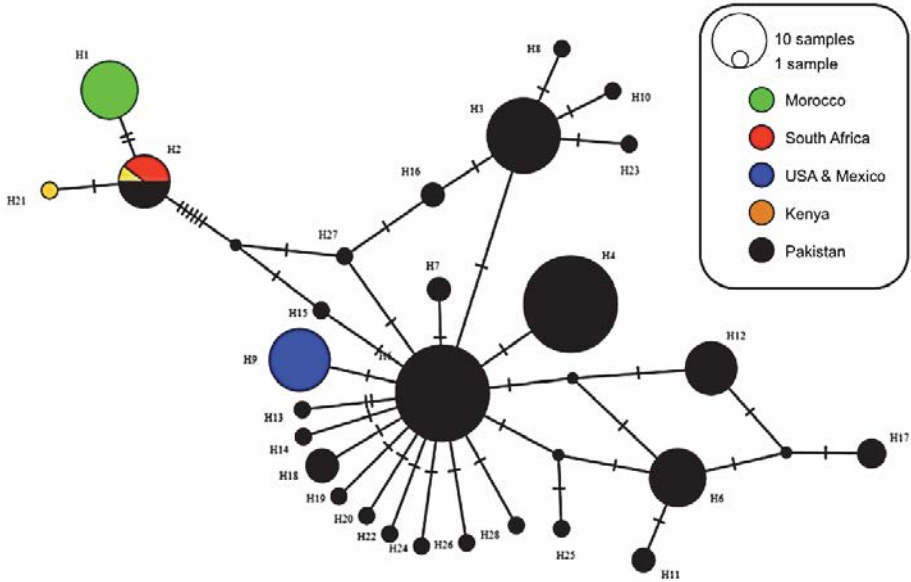 H1
H2
H21
H8
H10
H3
H23
H16
H27
H7
H4
H15
H9
H12
H13
H14
H18
H19
H20
H22
H24
H26
H28
H25
H6
H11
H17
10 samples
1 sample
Morocco
South Africa
USA & Mexico
Kenya
Pakistan